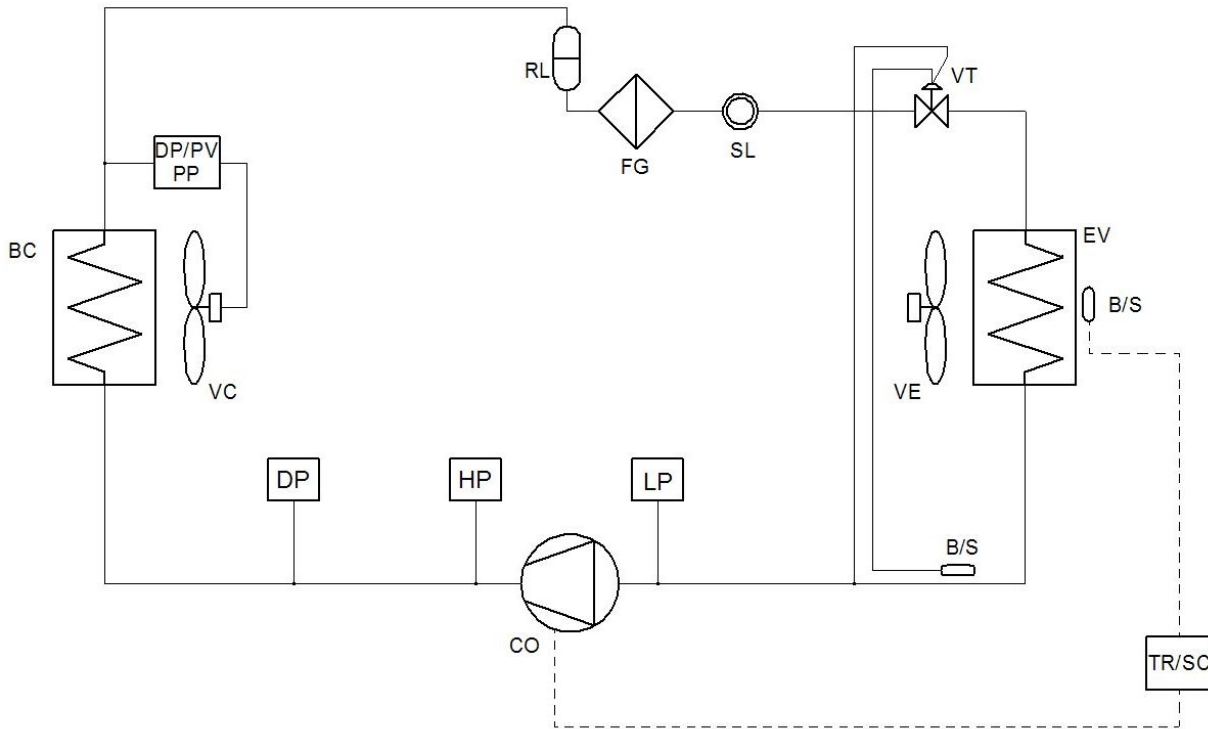 RL
VT
DP/PV
PP
FG
SL
BC
EV
B/S
VC
VE
DP
HP
LP
B/S
CO
TR/SC